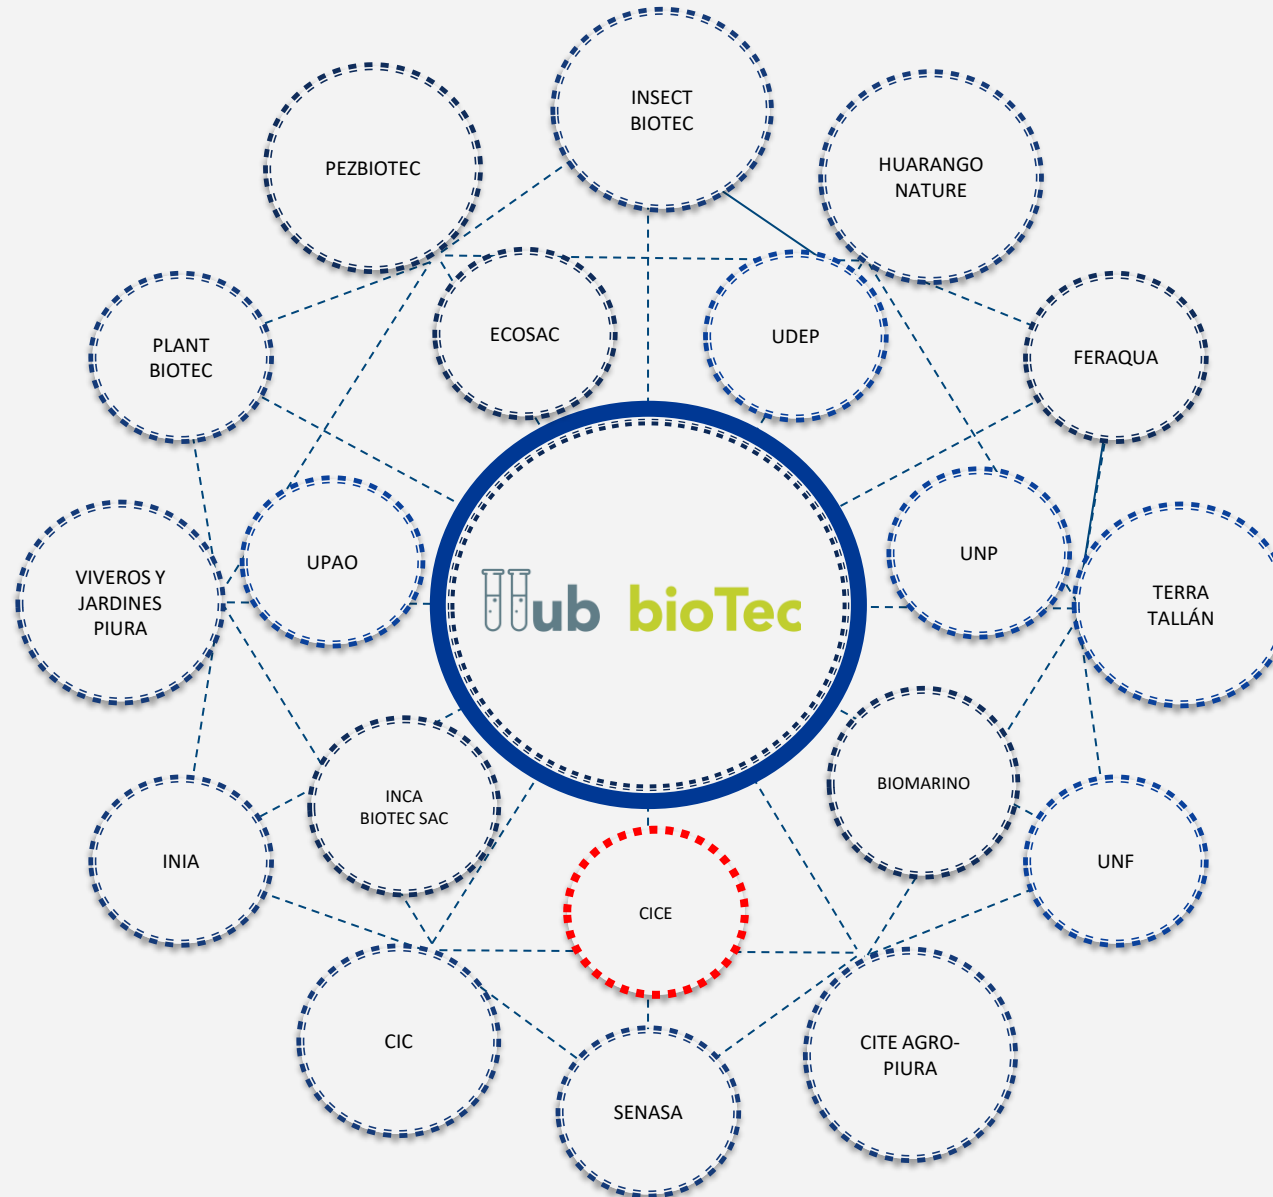 INSECT
BIOTEC
PEZBIOTEC
HUARANGO
NATURE
ECOSAC
UDEP
PLANT
BIOTEC
FERAQUA
UPAO
UNP
VIVEROS Y
JARDINES
PIURA
Hub bioTec
TERRA
TALLÁN
INCA
BIOTEC SAC
BIOMARINO
INIA
UNF
CICE
CIC
CITE AGRO-
PIURA
SENASA